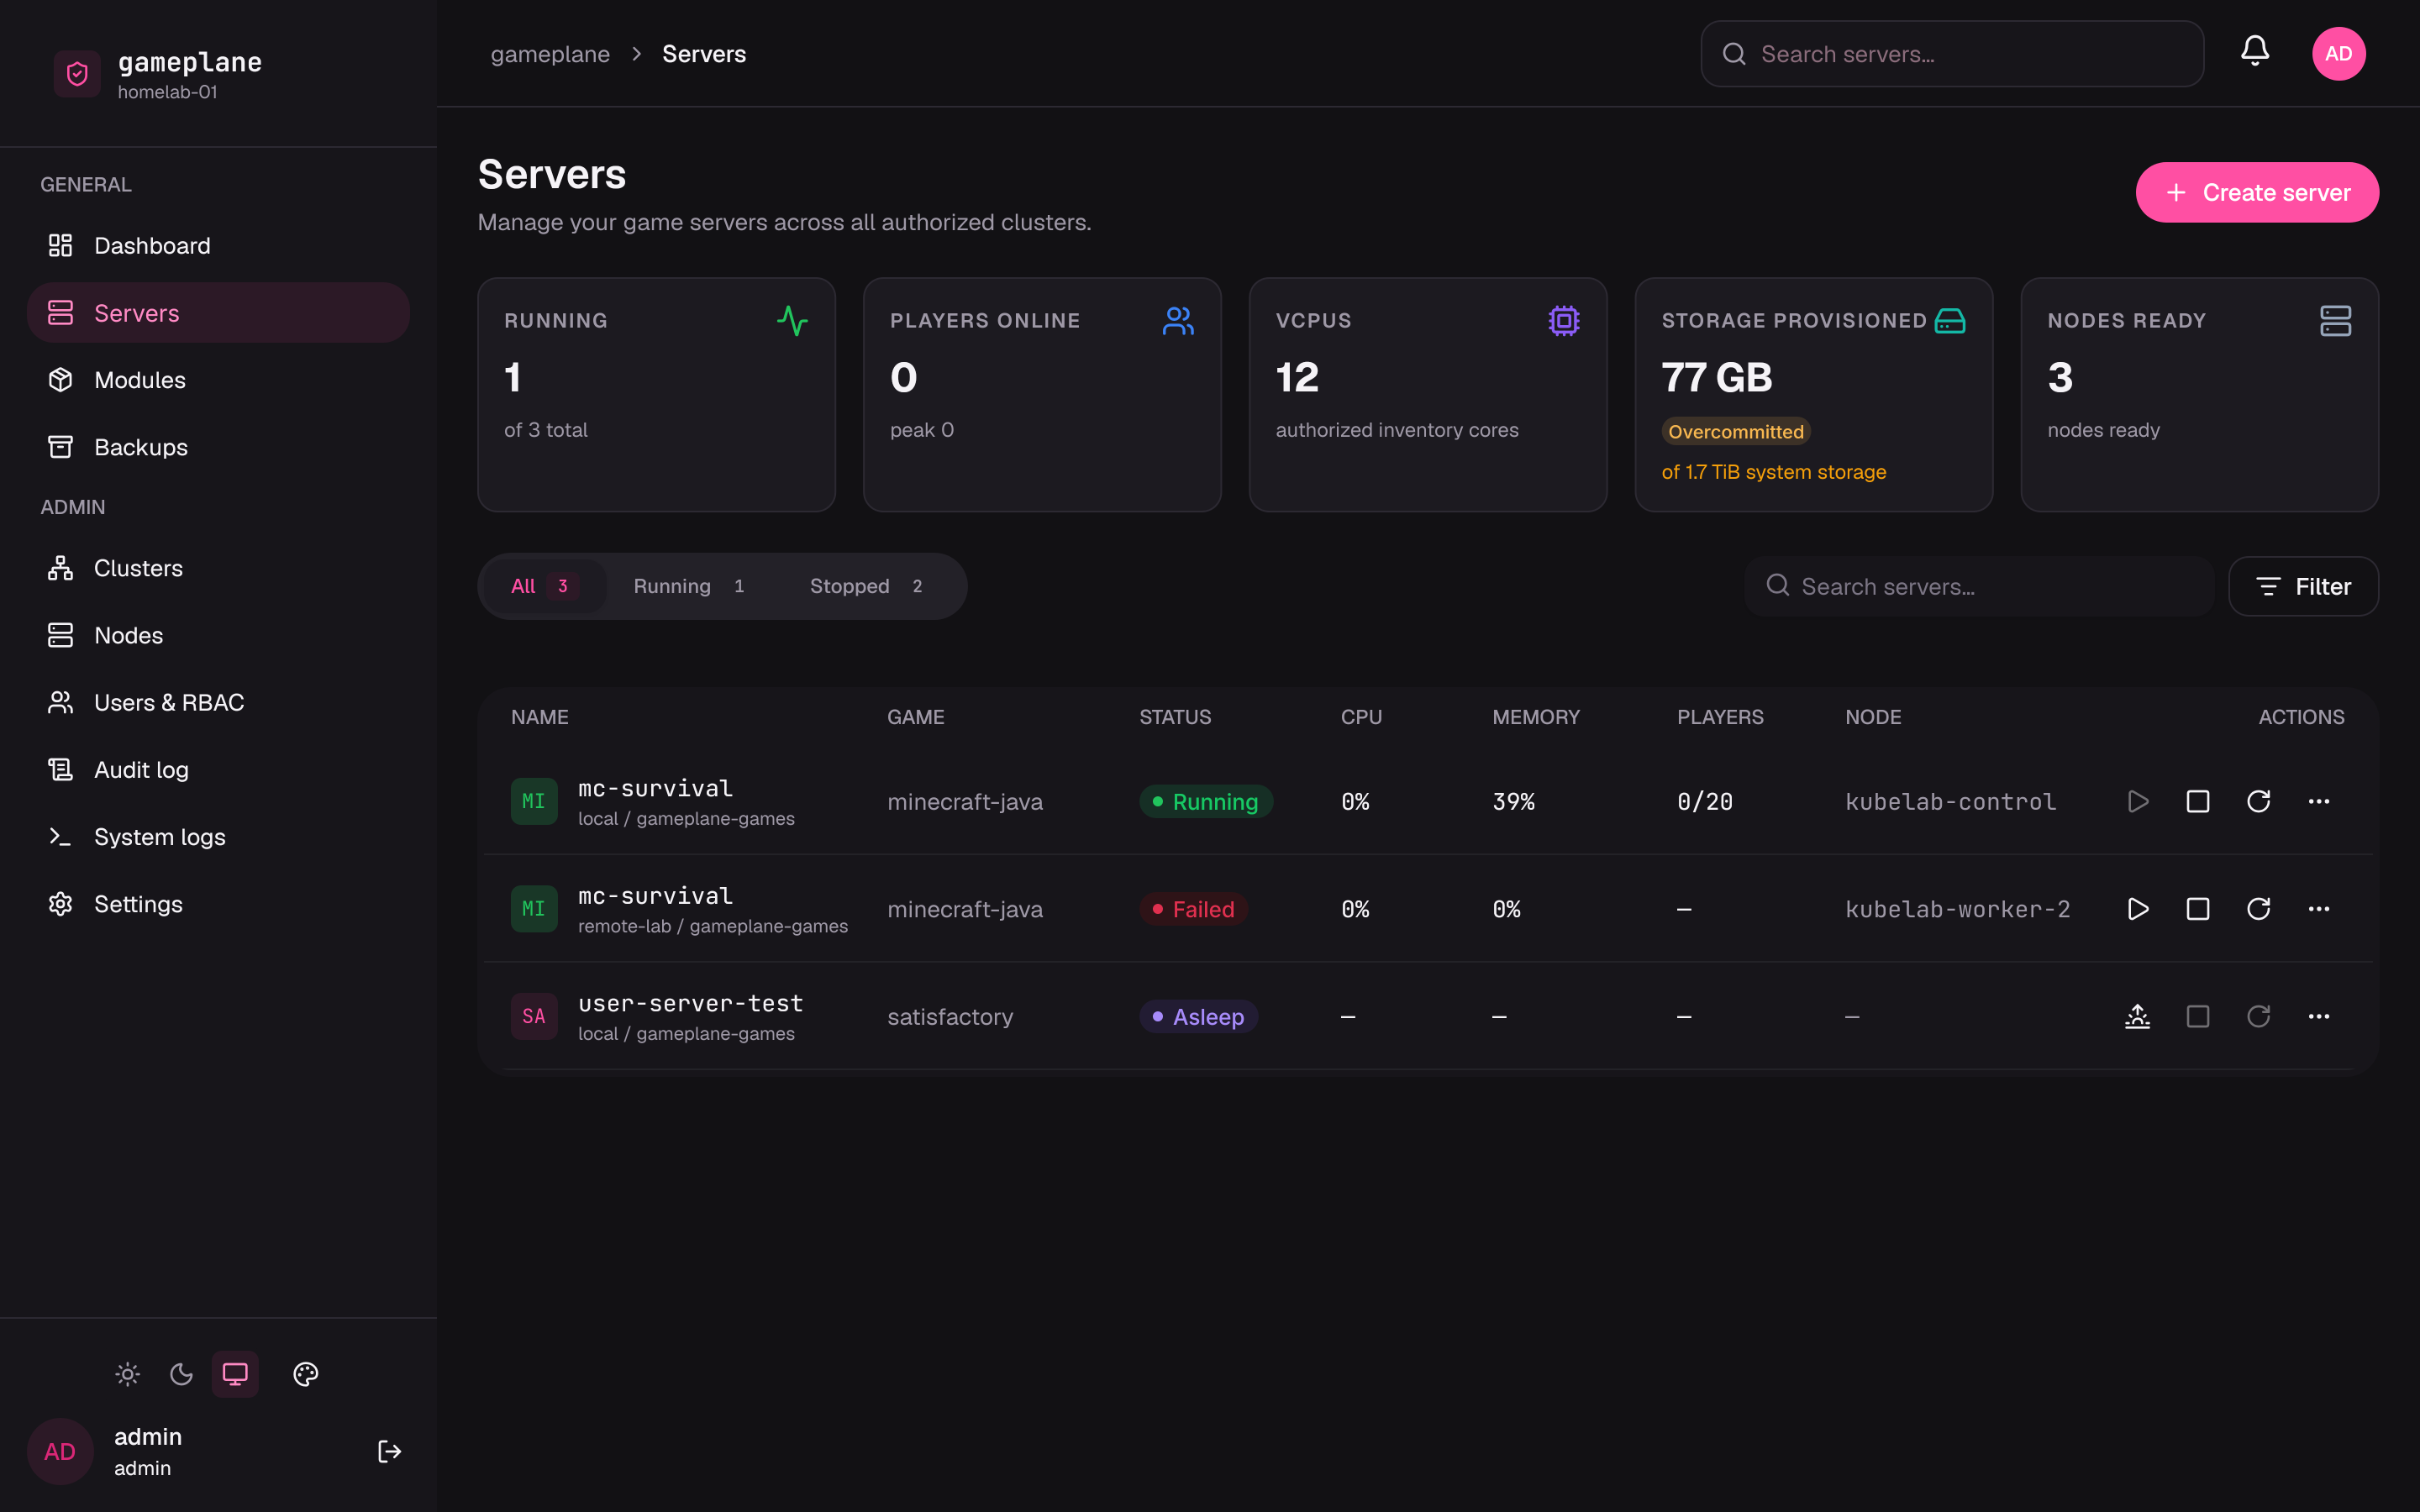 gameplane
homelab-01
GENERAL
Dashboard
Servers
Modules
Backups
ADMIN
Clusters
Nodes
Users & RBAC
Audit log
System logs
Settings
AD
admin
admin
gameplane > Servers
Search servers...
AD
Servers
Manage your game servers across all authorized clusters.
+ Create server
RUNNING
1
of 3 total
PLAYERS ONLINE
0
peak 0
VCPUS
12
authorized inventory cores
STORAGE PROVISIONED
77 GB
Overcommitted
of 1.7 TiB system storage
NODES READY
3
nodes ready
All 3 Running 1 Stopped 2
Search servers...
Filter
NAME GAME STATUS CPU MEMORY PLAYERS NODE ACTIONS
MI mc-survival minecraft-java Running 0% 39% 0/20 kubelab-control
local / gameplane-games
MI mc-survival minecraft-java Failed 0% 0% — kubelab-worker-2
remote-lab / gameplane-games
SA user-server-test satisfactory Asleep — — — —
local / gameplane-games